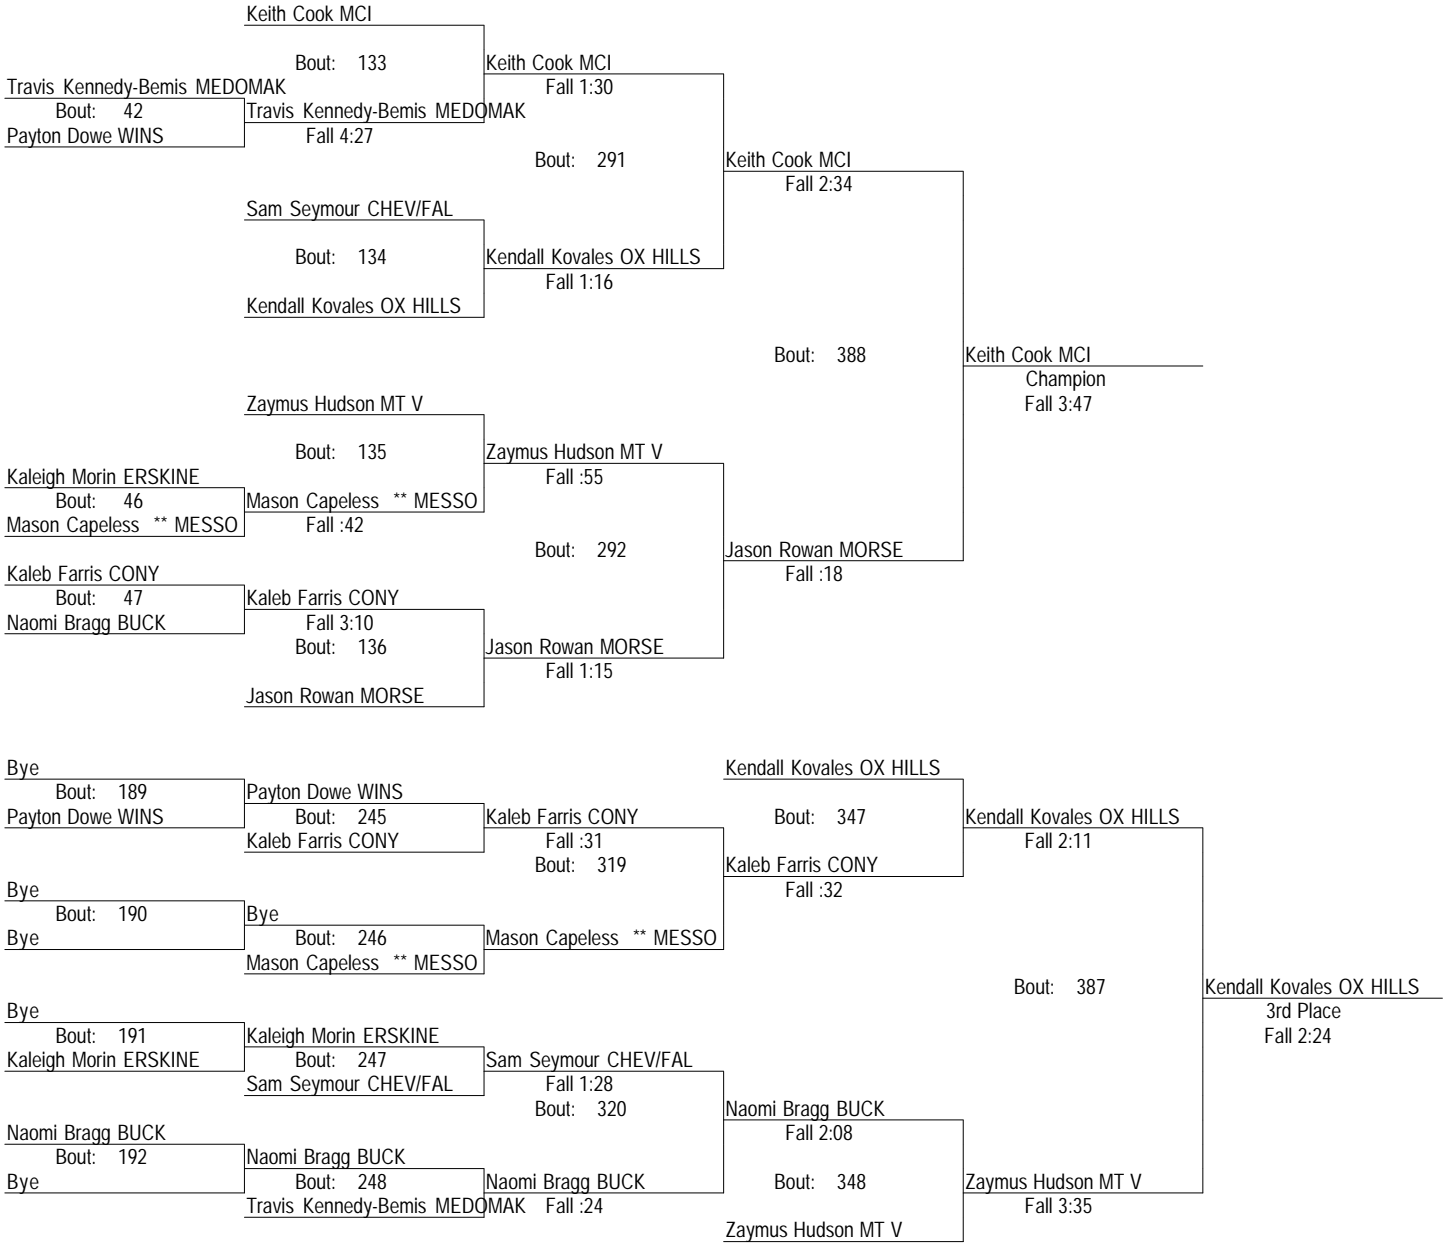 Keith Cook MCI
Bout: 133 Keith Cook MCI
Travis Kennedy-Bemis MEDOMAK Fall 1:30
Bout: 42 Travis Kennedy-Bemis MEDOMAK
Payton Dowe WINS Fall 4:27
Bout: 291 Keith Cook MCI
Fall 2:34
Sam Seymour CHEV/FAL
Bout: 134 Kendall Kovales OX HILLS
Fall 1:16
Kendall Kovales OX HILLS
Bout: 388 Keith Cook MCI
Champion
Zaymus Hudson MT V Fall 3:47
Bout: 135 Zaymus Hudson MT V
Kaleigh Morin ERSKINE Fall :55
Bout: 46 Mason Capeless ** MESSO
Mason Capeless ** MESSO Fall :42
Bout: 292 Jason Rowan MORSE
Kaleb Farris CONY Fall :18
Bout: 47 Kaleb Farris CONY
Naomi Bragg BUCK Fall 3:10
Bout: 136 Jason Rowan MORSE
Fall 1:15
Jason Rowan MORSE
Bye Kendall Kovales OX HILLS
Bout: 189 Payton Dowe WINS
Payton Dowe WINS Bout: 245 Kaleb Farris CONY Bout: 347 Kendall Kovales OX HILLS
Kaleb Farris CONY Fall :31 Fall 2:11
Bout: 319 Kaleb Farris CONY
Bye Fall :32
Bout: 190 Bye
Bye Bout: 246 Mason Capeless ** MESSO
Mason Capeless ** MESSO
Bout: 387 Kendall Kovales OX HILLS
Bye 3rd Place
Bout: 191 Kaleigh Morin ERSKINE Fall 2:24
Kaleigh Morin ERSKINE Bout: 247 Sam Seymour CHEV/FAL
Sam Seymour CHEV/FAL Fall 1:28
Bout: 320 Naomi Bragg BUCK
Naomi Bragg BUCK Fall 2:08
Bout: 192 Naomi Bragg BUCK
Bye Bout: 248 Naomi Bragg BUCK Bout: 348 Zaymus Hudson MT V
Travis Kennedy-Bemis MEDOMAK Fall :24 Fall 3:35
Zaymus Hudson MT V